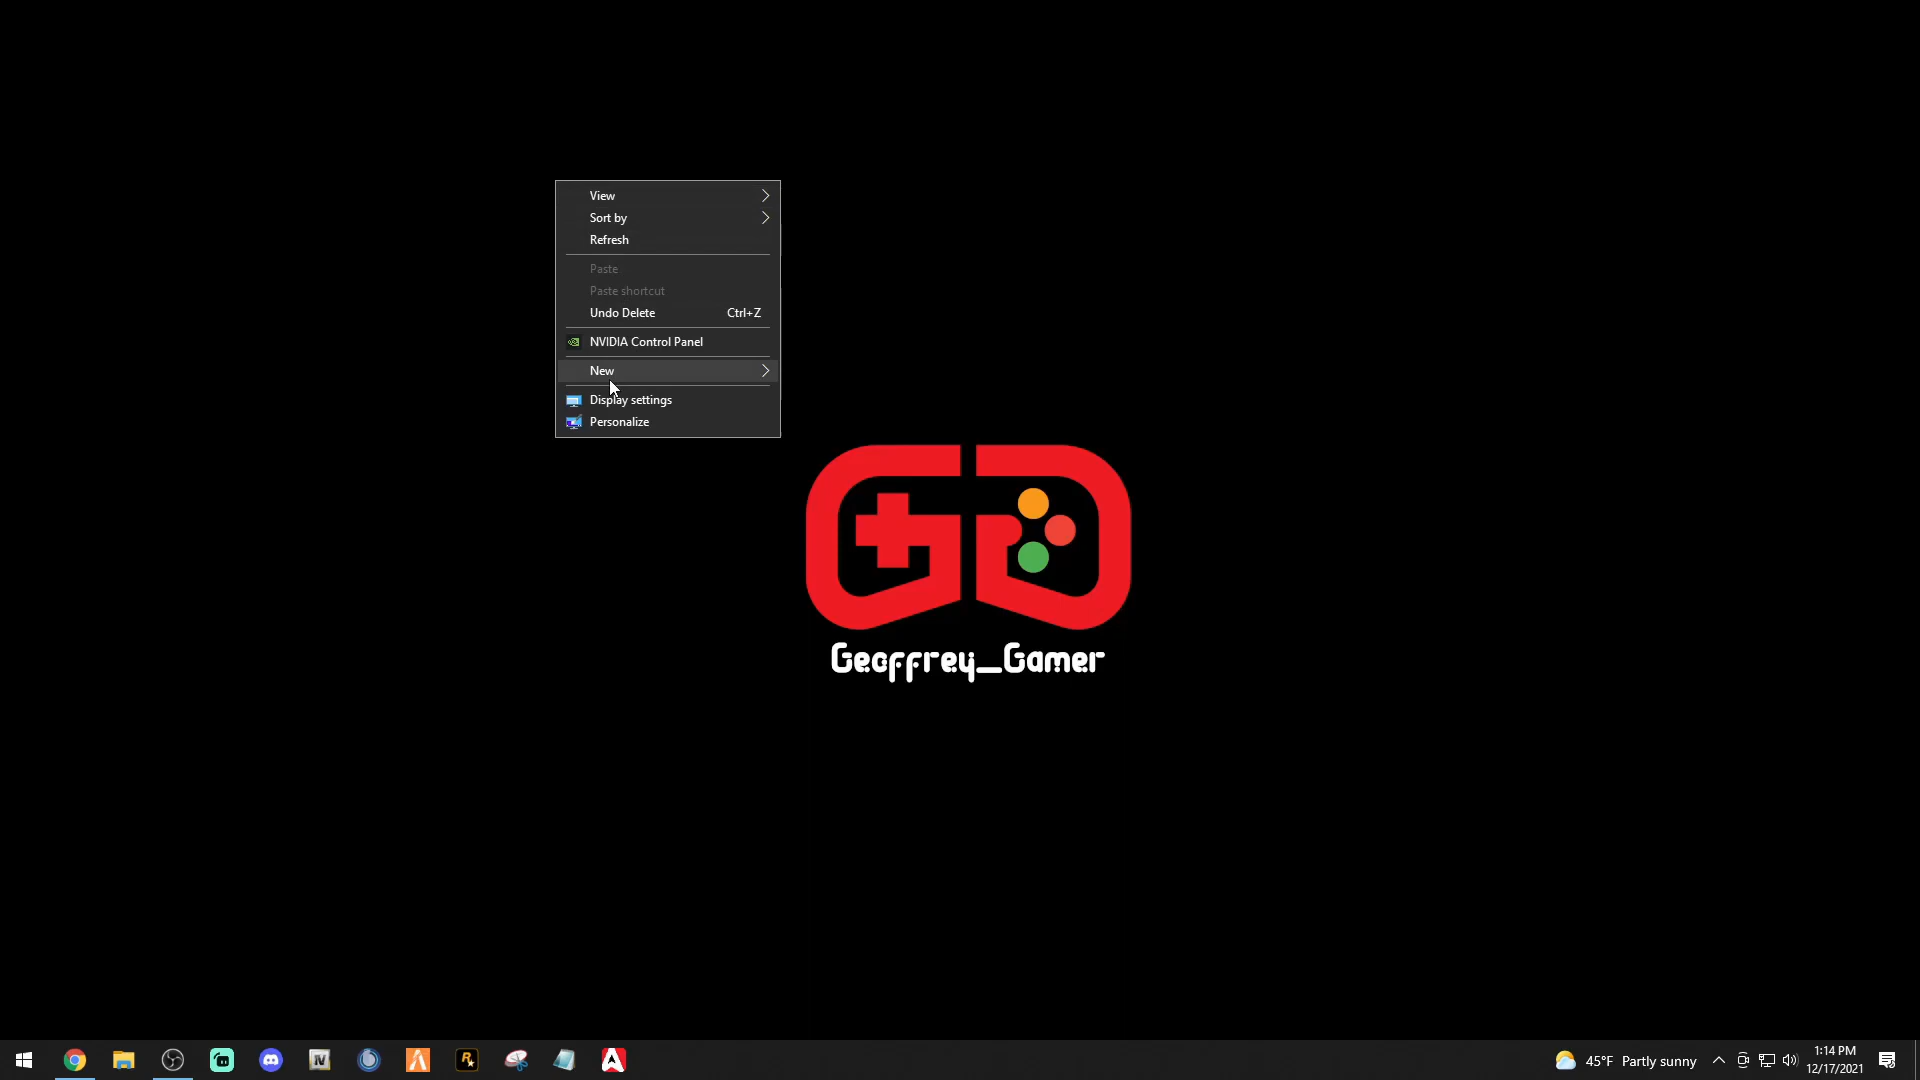 View
Sort by
Refresh
Paste
Paste shortcut
Undo Delete Ctrl+Z
NVIDIA Control Panel
New
Display settings
Personalize
Geoffrey_Gamer
45°F Partly sunny
1:14 PM
12/17/2021